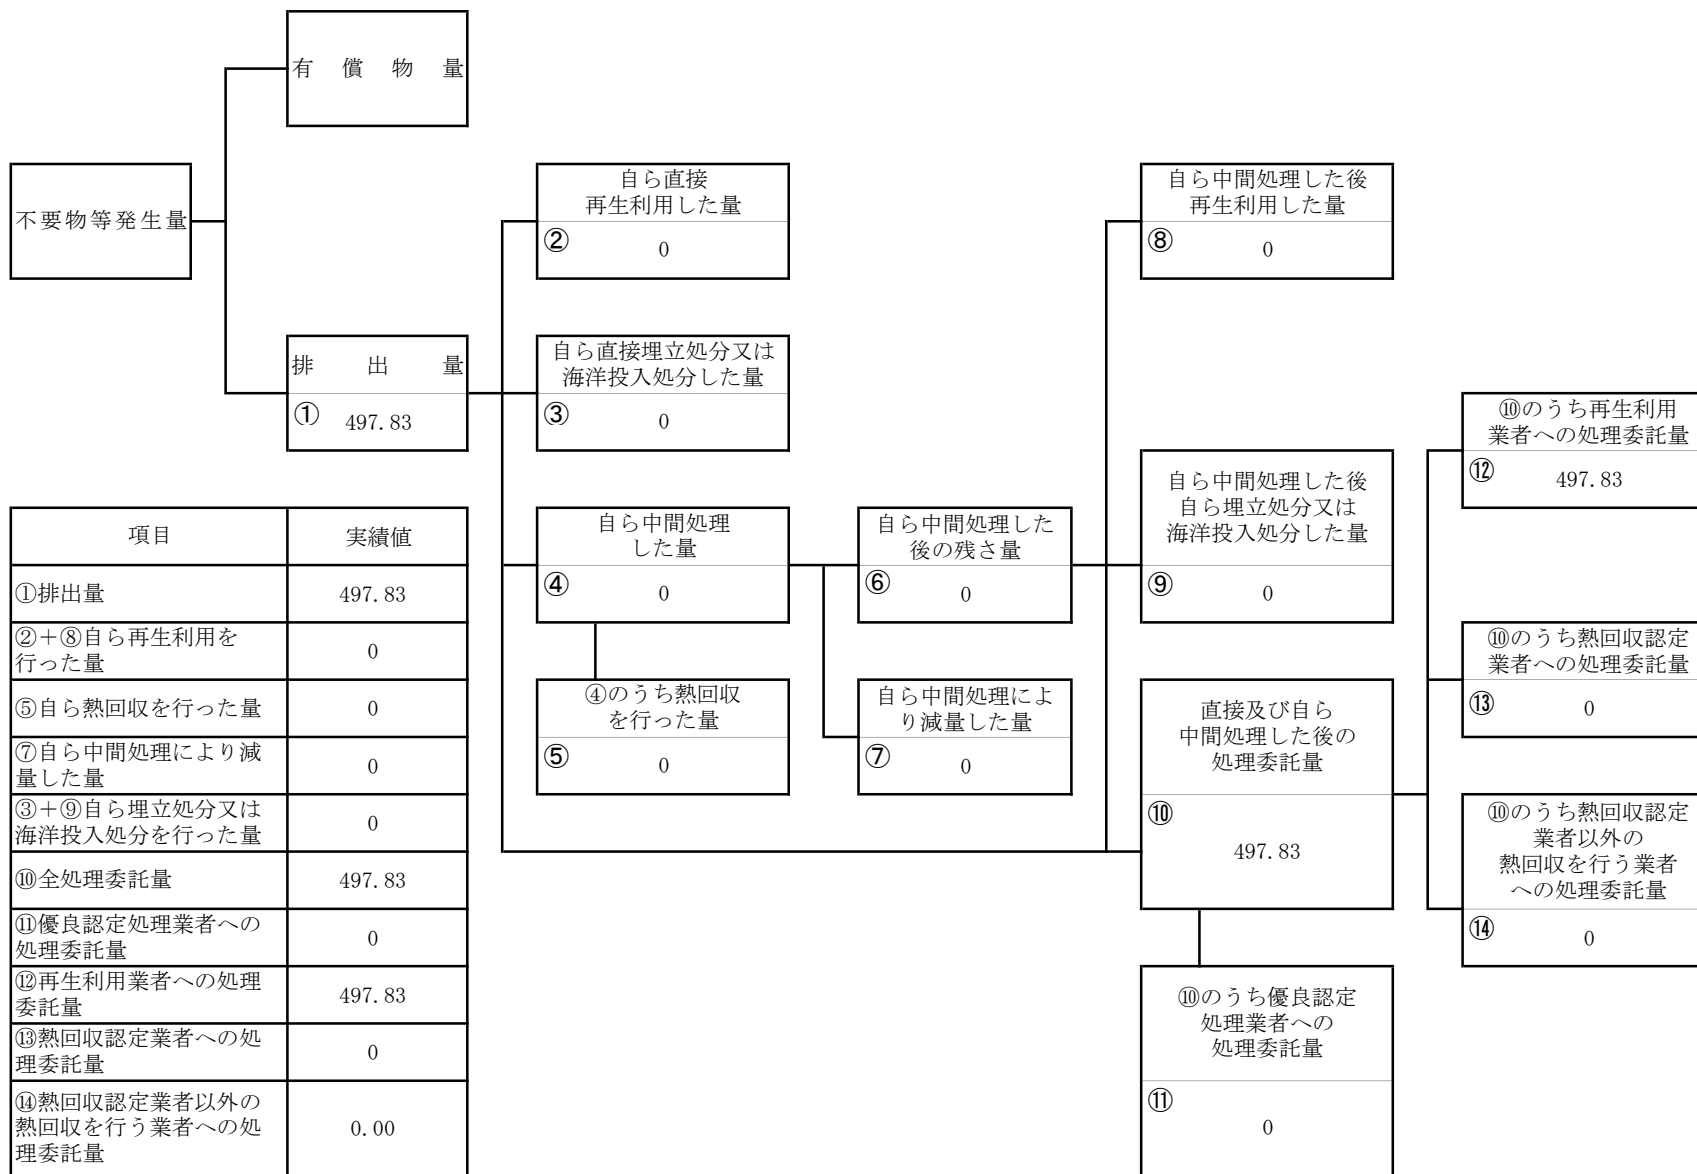 有償物量
不要物等発生量
排出量
① 497.83
自ら直接
再生利用した量
② 0
自ら直接埋立処分又は
海洋投入処分した量
③ 0
自ら中間処理
した量
④ 0
④のうち熱回収
を行った量
⑤ 0
自ら中間処理した
後の残さ量
⑥ 0
自ら中間処理によ
り減量した量
⑦ 0
自ら中間処理した後
再生利用した量
⑧ 0
自ら中間処理した後
自ら埋立処分又は
海洋投入処分した量
⑨ 0
直接及び自ら
中間処理した後の
処理委託量
⑩
497.83
⑩のうち優良認定
処理業者への
処理委託量
⑪
0
⑩のうち再生利用
業者への処理委託量
⑫ 497.83
⑩のうち熱回収認定
業者への処理委託量
⑬ 0
⑩のうち熱回収認定
業者以外の
熱回収を行う業者
への処理委託量
⑭ 0
項目 実績値
①排出量 497.83
②+⑧自ら再生利用を
行った量 0
⑤自ら熱回収を行った量 0
⑦自ら中間処理により減
量した量 0
③+⑨自ら埋立処分又は
海洋投入処分を行った量 0
⑩全処理委託量 497.83
⑪優良認定処理業者への
処理委託量 0
⑫再生利用業者への処理
委託量 497.83
⑬熱回収認定業者への処
理委託量 0
⑭熱回収認定業者以外の
熱回収を行う業者への処
理委託量 0.00